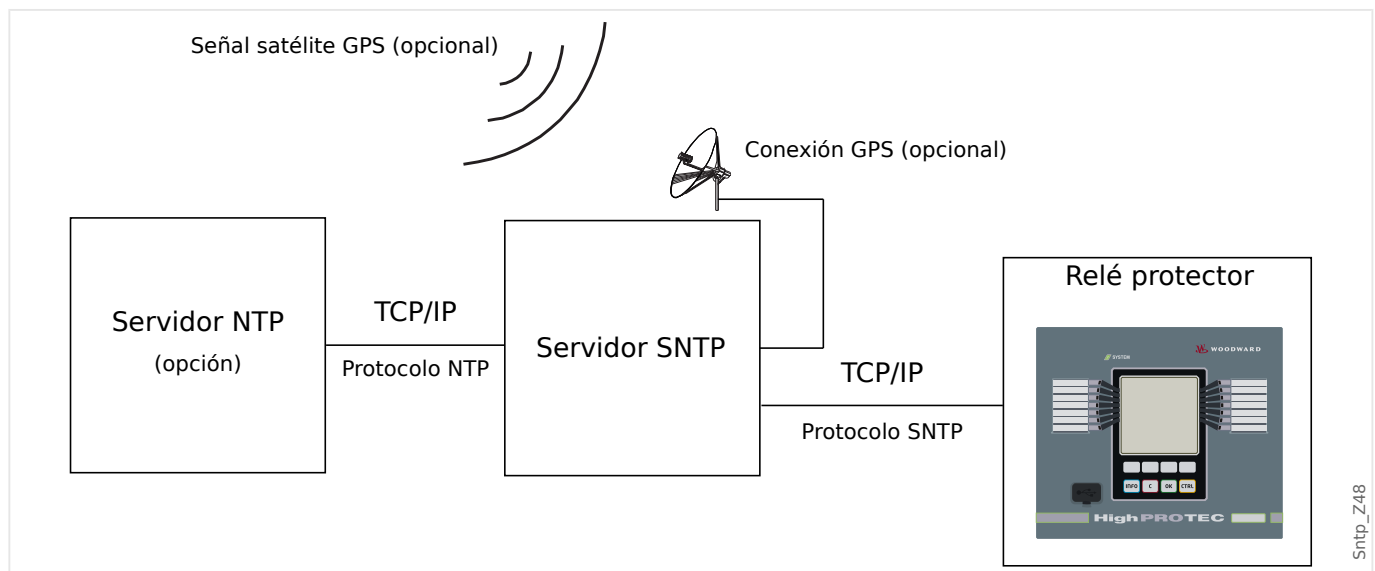 Señal satélite GPS (opcional)
Conexión GPS (opcional)
Servidor NTP
(opción)
TCP/IP
Protocolo NTP
Servidor SNTP
TCP/IP
Protocolo SNTP
Relé protector
SYSTEM
WOODWARD
INFO C OK CTRL
HighPROTEC
Sntp_Z48